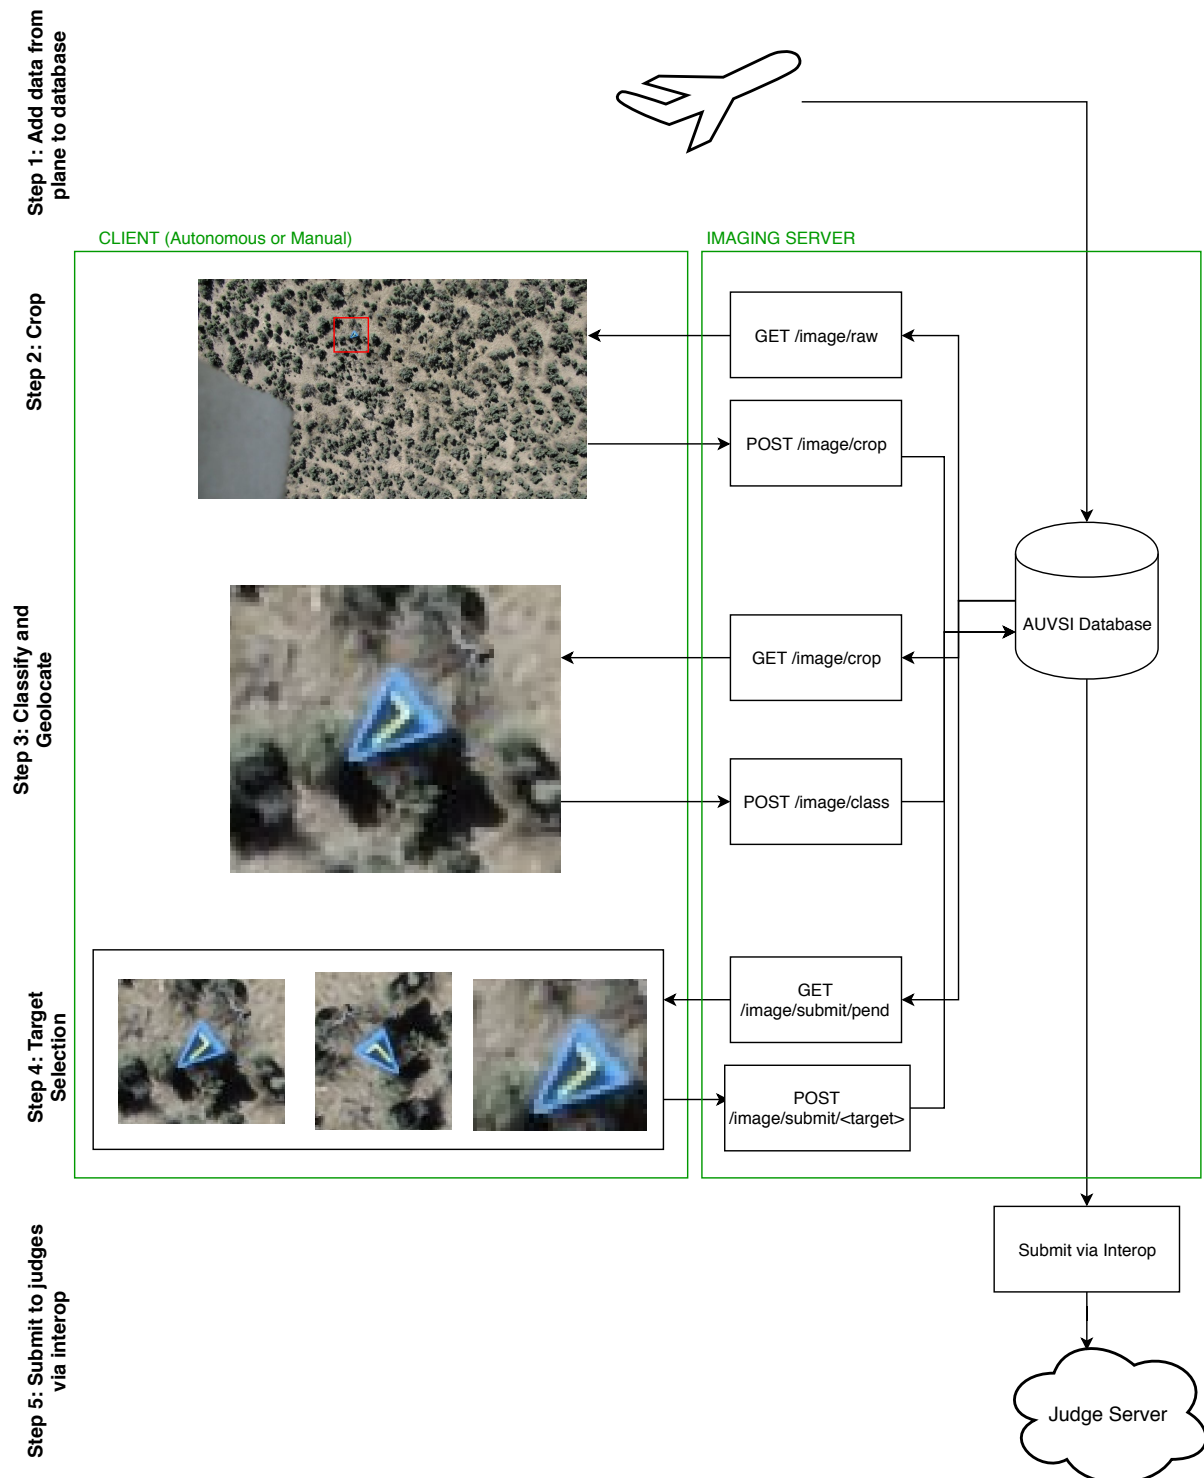 Step 1: Add data from
plane to database
CLIENT (Autonomous or Manual)
IMAGING SERVER
Step 2: Crop
GET /image/raw
POST /image/crop
AUVSI Database
Step 3: Classify and
Geolocate
GET /image/crop
POST /image/class
Step 4: Target
Selection
GET
/image/submit/pend
POST
/image/submit/<target>
Step 5: Submit to judges
via interop
Submit via Interop
Judge Server